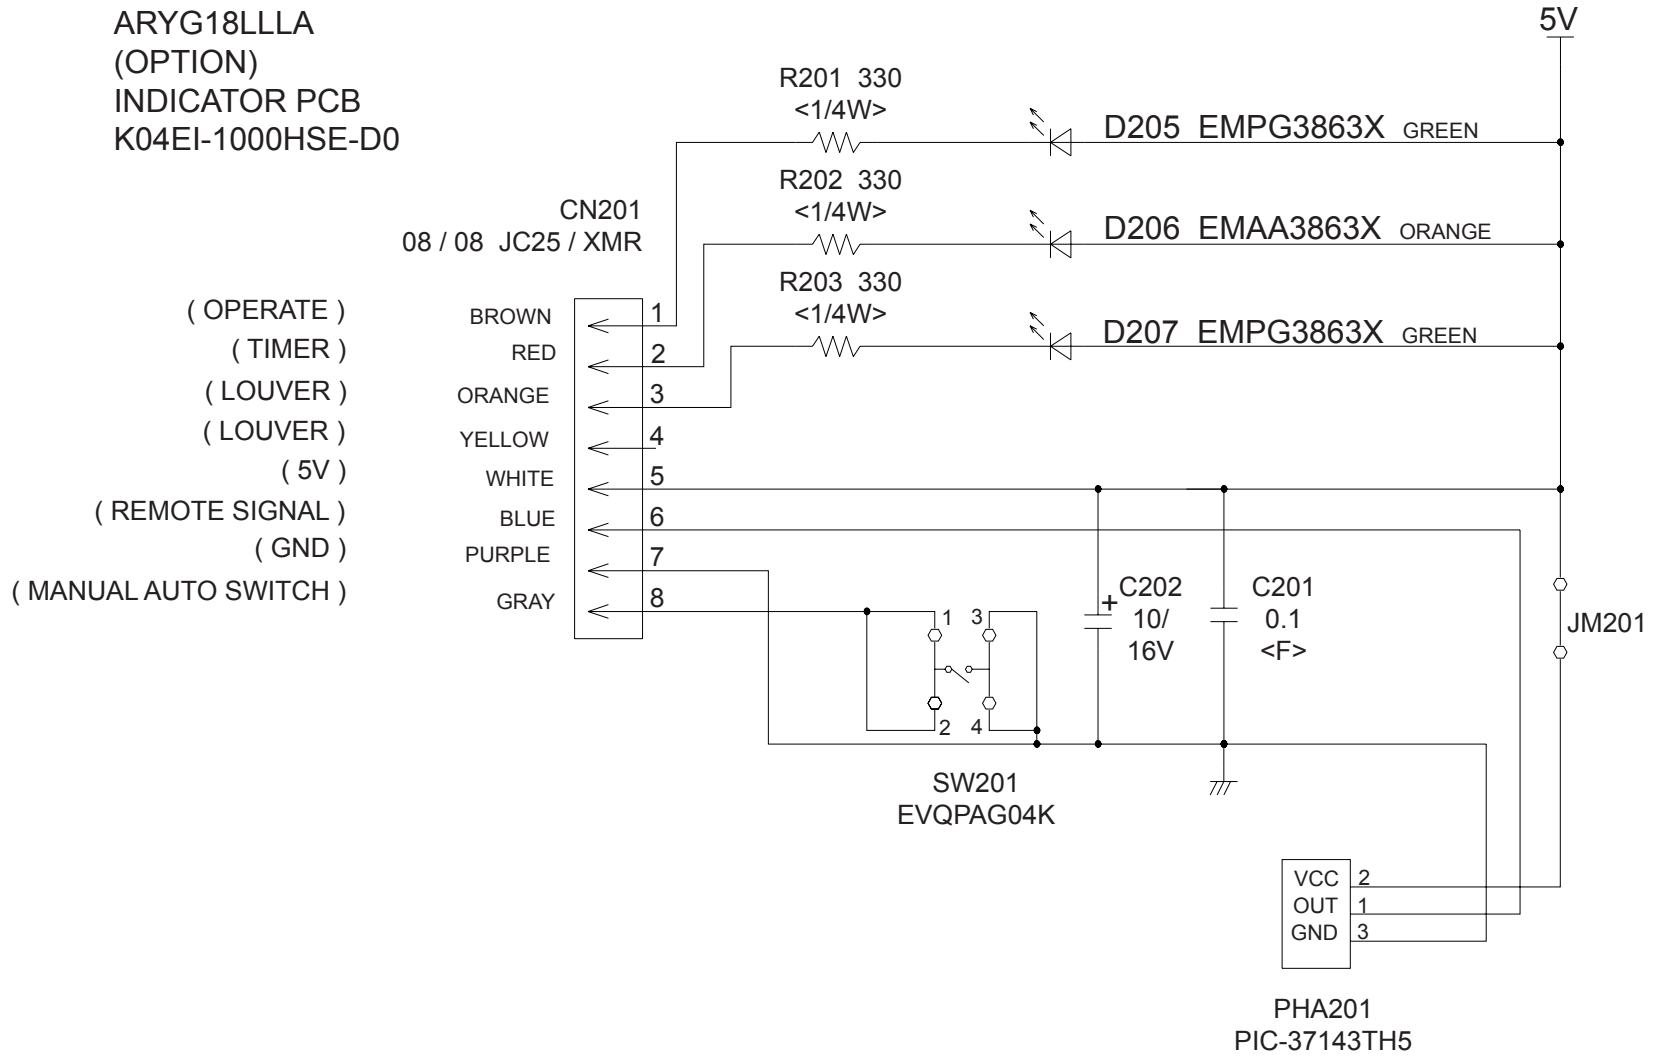 ARYG18LLLA
(OPTION)
INDICATOR PCB
K04EI-1000HSE-D0
5V
R201 330
<1/4W>
D205 EMPG3863X GREEN
R202 330
<1/4W>
D206 EMAA3863X ORANGE
R203 330
<1/4W>
D207 EMPG3863X GREEN
CN201
08 / 08 JC25 / XMR
( OPERATE ) BROWN 1
( TIMER ) RED 2
( LOUVER ) ORANGE 3
( LOUVER ) YELLOW 4
( 5V ) WHITE 5
( REMOTE SIGNAL ) BLUE 6
( GND ) PURPLE 7
( MANUAL AUTO SWITCH ) GRAY 8
1 3
2 4
SW201
EVQPAG04K
+ C202
10/
16V
C201
0.1
<F>
JM201
VCC 2
OUT 1
GND 3
PHA201
PIC-37143TH5